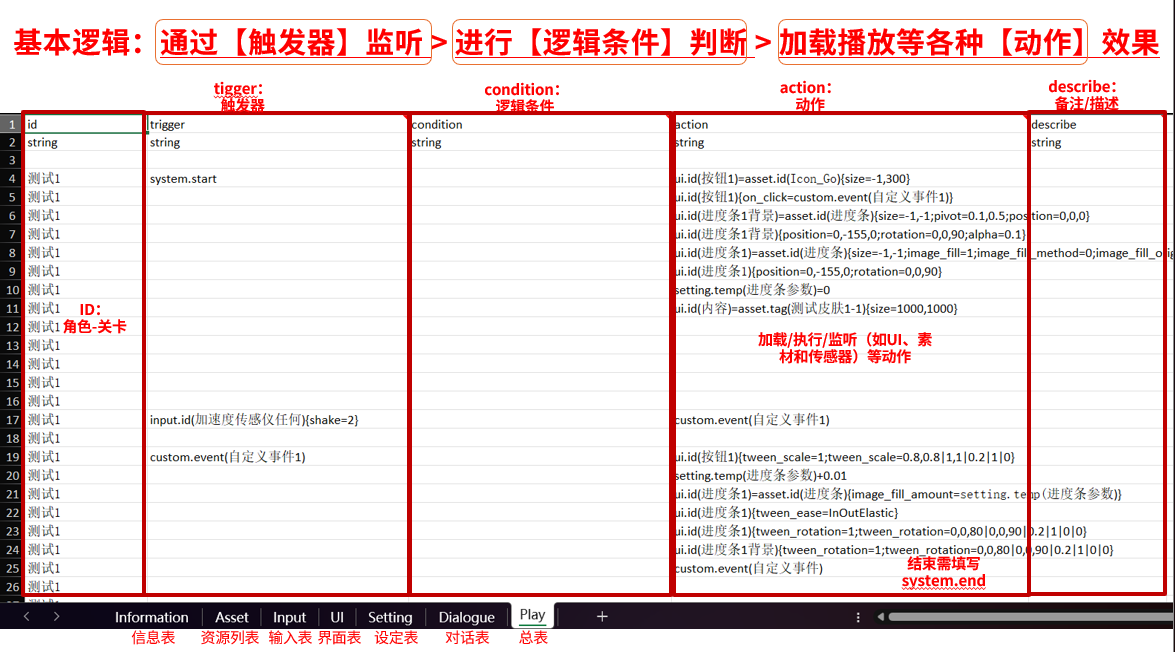 基本逻辑：通过【触发器】监听 > 进行【逻辑条件】判断 > 加载播放等各种【动作】 效果
tigger：
触发器
condition：
逻辑条件
action：
动作
describe：
备注/描述
1 id trigger condition action describe
2 string string string string string
3
4 测试1 system.start ui.id(按钮1)=asset.id(Icon_Go){size=-1,300}
5 测试1 ui.id(按钮1){on_click=custom.event(自定义事件1)}
6 测试1 ui.id(进度条1背景)=asset.id(进度条){size=-1,-1;pivot=0.1,0.5;position=0,0,0}
7 测试1 ui.id(进度条1背景){position=0,-155,0;rotation=0,0,90;alpha=0.1}
8 测试1 ui.id(进度条1)=asset.id(进度条){size=-1,-1;image_fill=1;image_fill_method=0;image_fill_orig
9 测试1 ui.id(进度条1){position=0,-155,0;rotation=0,0,90}
10 测试1 setting.temp(进度条参数)=0
11 测试1 ui.id(内容)=asset.tag(测试皮肤1-1){size=1000,1000}
ID：
角色-关卡
12 测试1
13 测试1
加载/执行/监听（如UI、素
材和传感器）等动作
14 测试1
15 测试1
16 测试1
17 测试1 input.id(加速度传感仪任何){shake=2} custom.event(自定义事件1)
18 测试1
19 测试1 custom.event(自定义事件1) ui.id(按钮1){tween_scale=1;tween_scale=0.8,0.8|1,1|0.2|1|0}
20 测试1 setting.temp(进度条参数)+0.01
21 测试1 ui.id(进度条1)=asset.id(进度条){image_fill_amount=setting.temp(进度条参数)}
22 测试1 ui.id(进度条1){tween_ease=InOutElastic}
23 测试1 ui.id(进度条1){tween_rotation=1;tween_rotation=0,0,80|0,0,90|0.2|1|0|0}
24 测试1 ui.id(进度条1背景){tween_rotation=1;tween_rotation=0,0,80|0,0,90|0.2|1|0|0}
25 测试1 custom.event(自定义事件)
结束需填写
system.end
26 测试1
Information Asset Input UI Setting Dialogue Play +
信息表 资源列表 输入表 界面表 设定表 对话表 总表